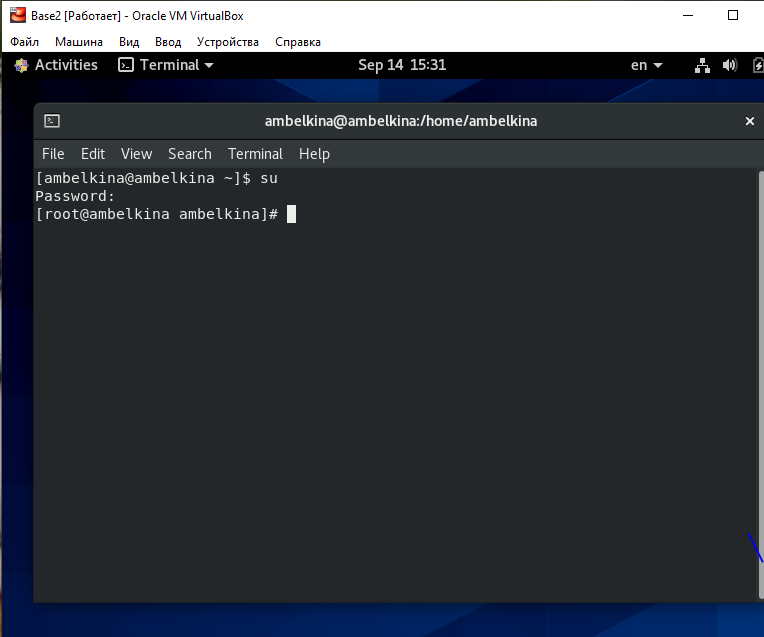 Base2 [Работает] - Oracle VM VirtualBox
Файл Машина Вид Ввод Устройства Справка
Activities Terminal Sep 14 15:31 en
ambelkina@ambelkina:/home/ambelkina
File Edit View Search Terminal Help
[ambelkina@ambelkina ~]$ su
Password:
[root@ambelkina ambelkina]#